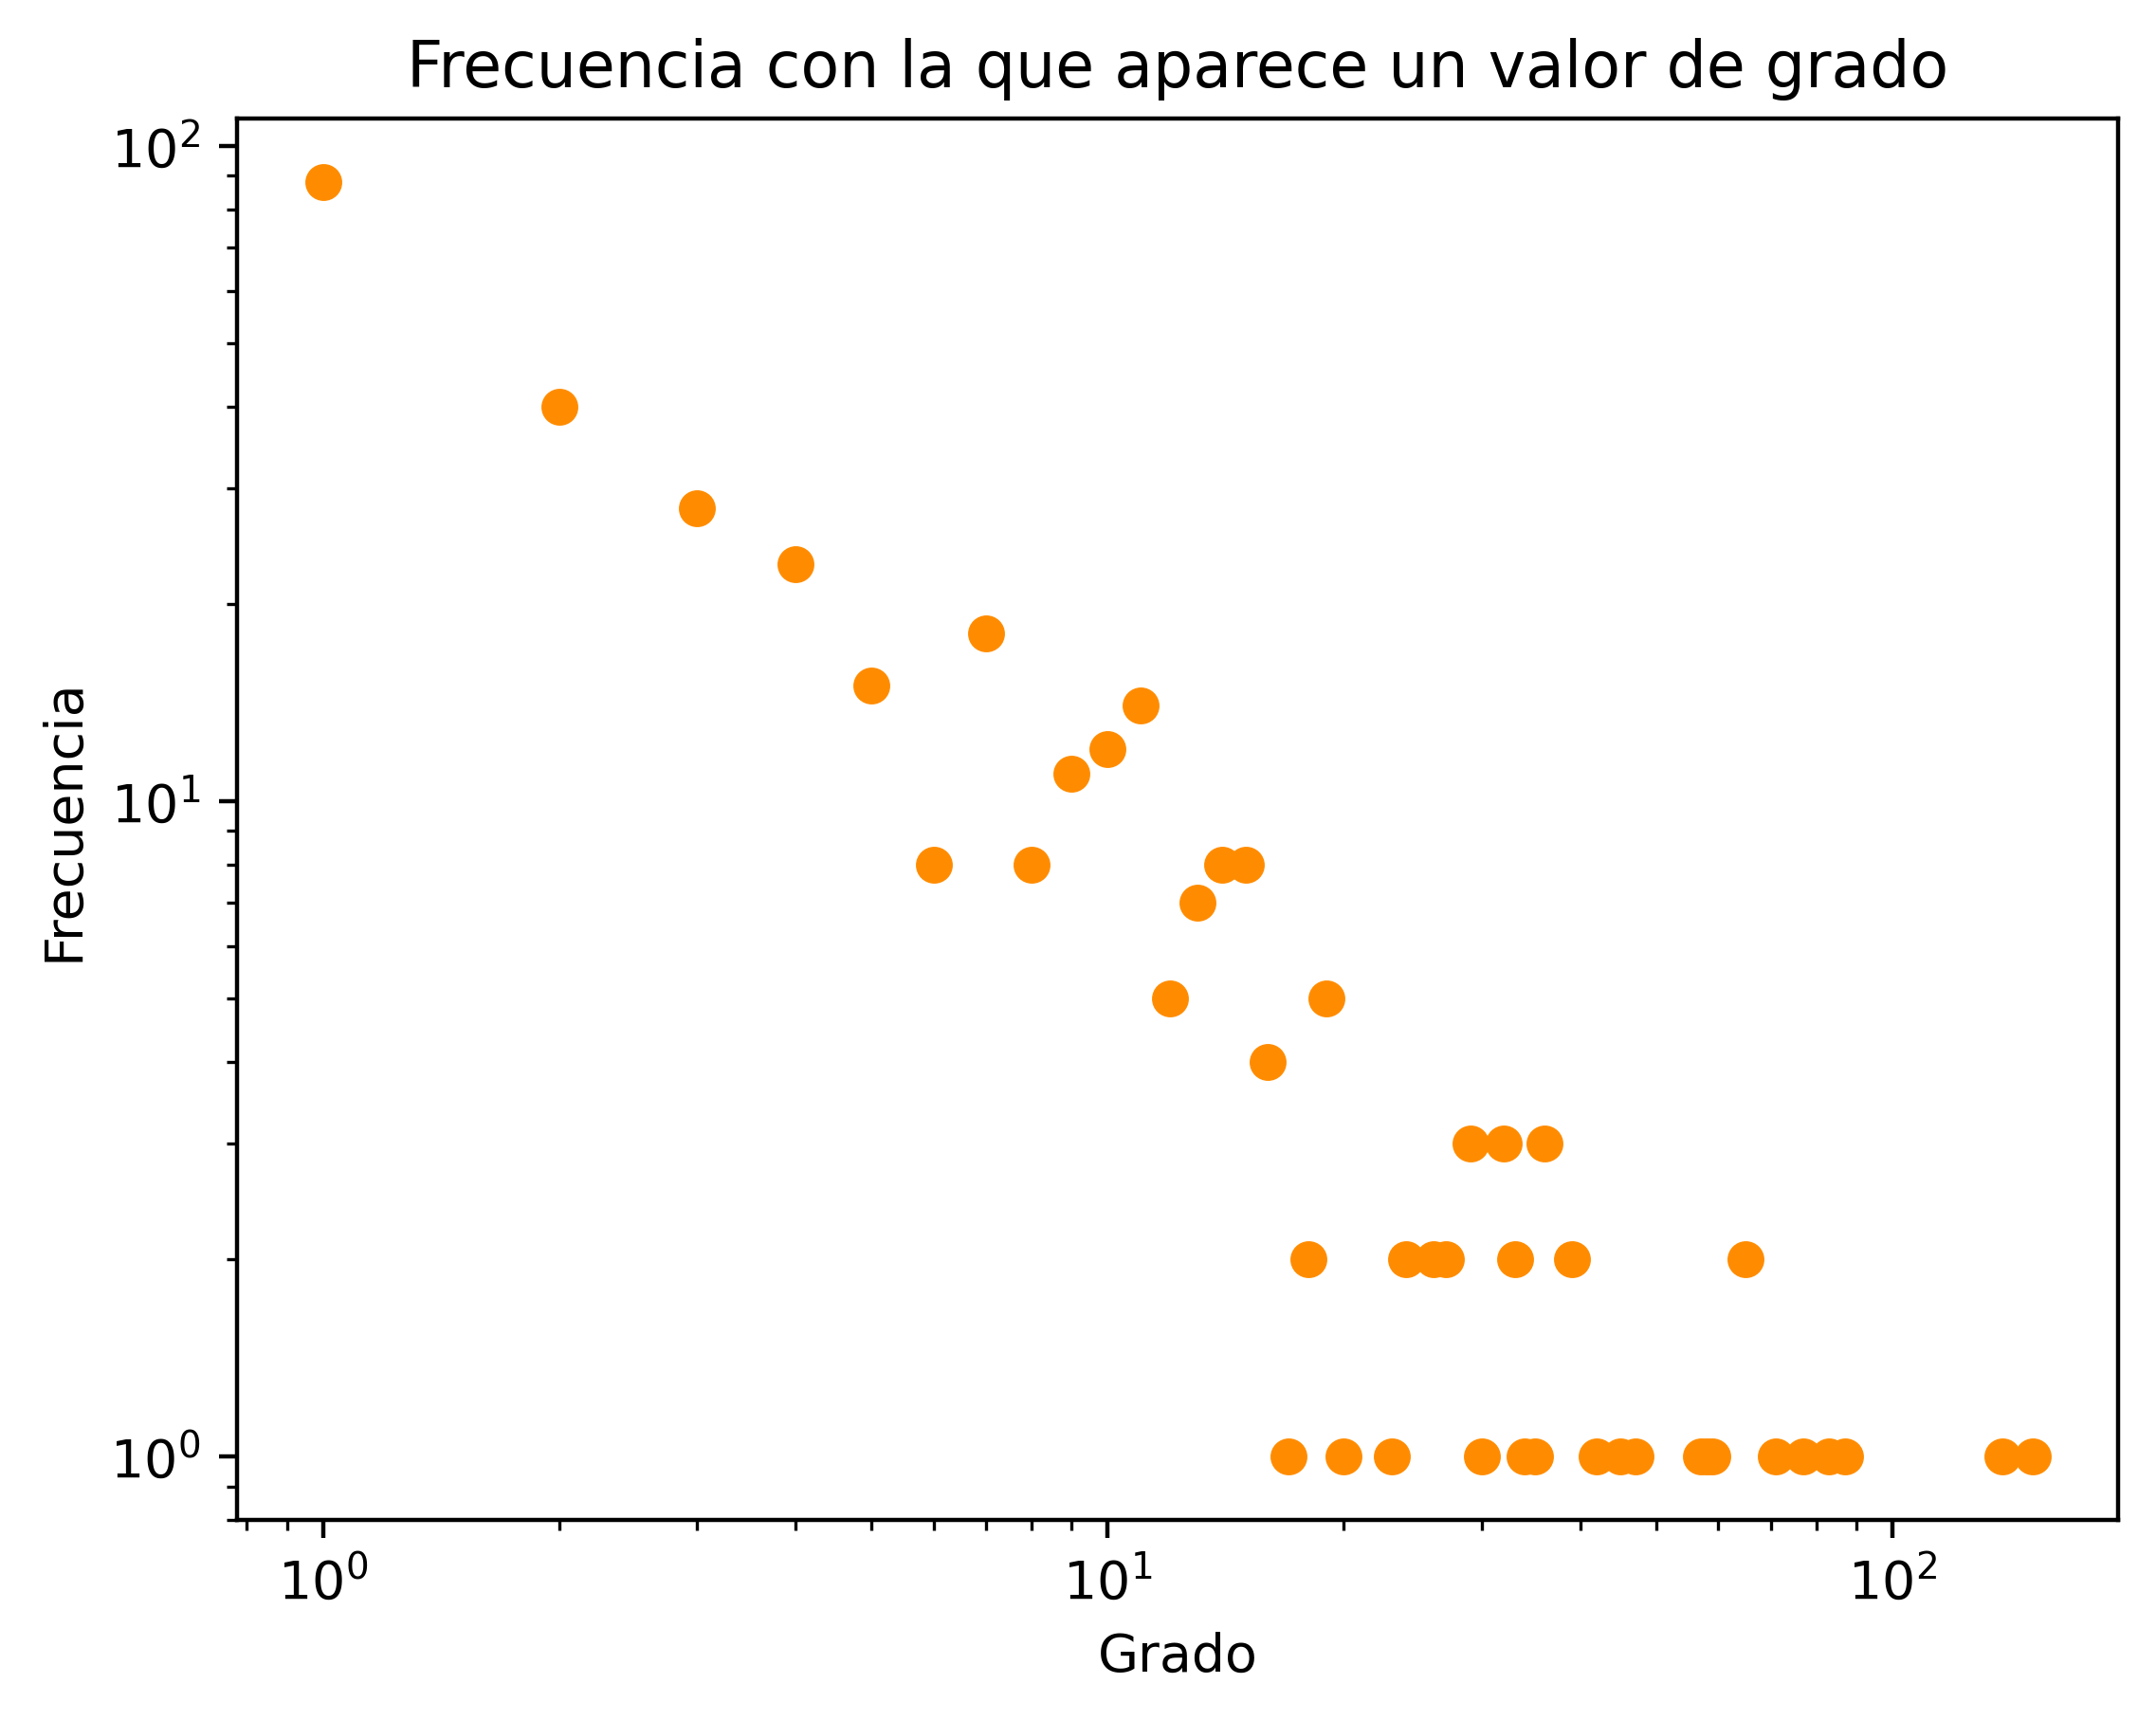 Frecuencia con la que aparece un valor de grado
10²
10¹
10⁰
Frecuencia
10⁰
10¹
10²
Grado